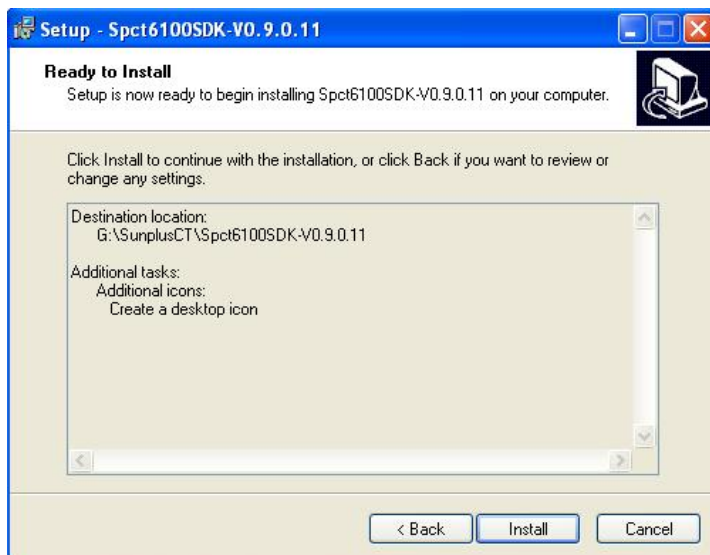 Setup - Spct6100SDK-V0.9.0.11
Ready to Install
Setup is now ready to begin installing Spct6100SDK-V0.9.0.11 on your computer.
Click Install to continue with the installation, or click Back if you want to review or
change any settings.
Destination location:
G:\SunplusCT\Spct6100SDK-V0.9.0.11
Additional tasks:
Additional icons:
Create a desktop icon
< Back
Install
Cancel